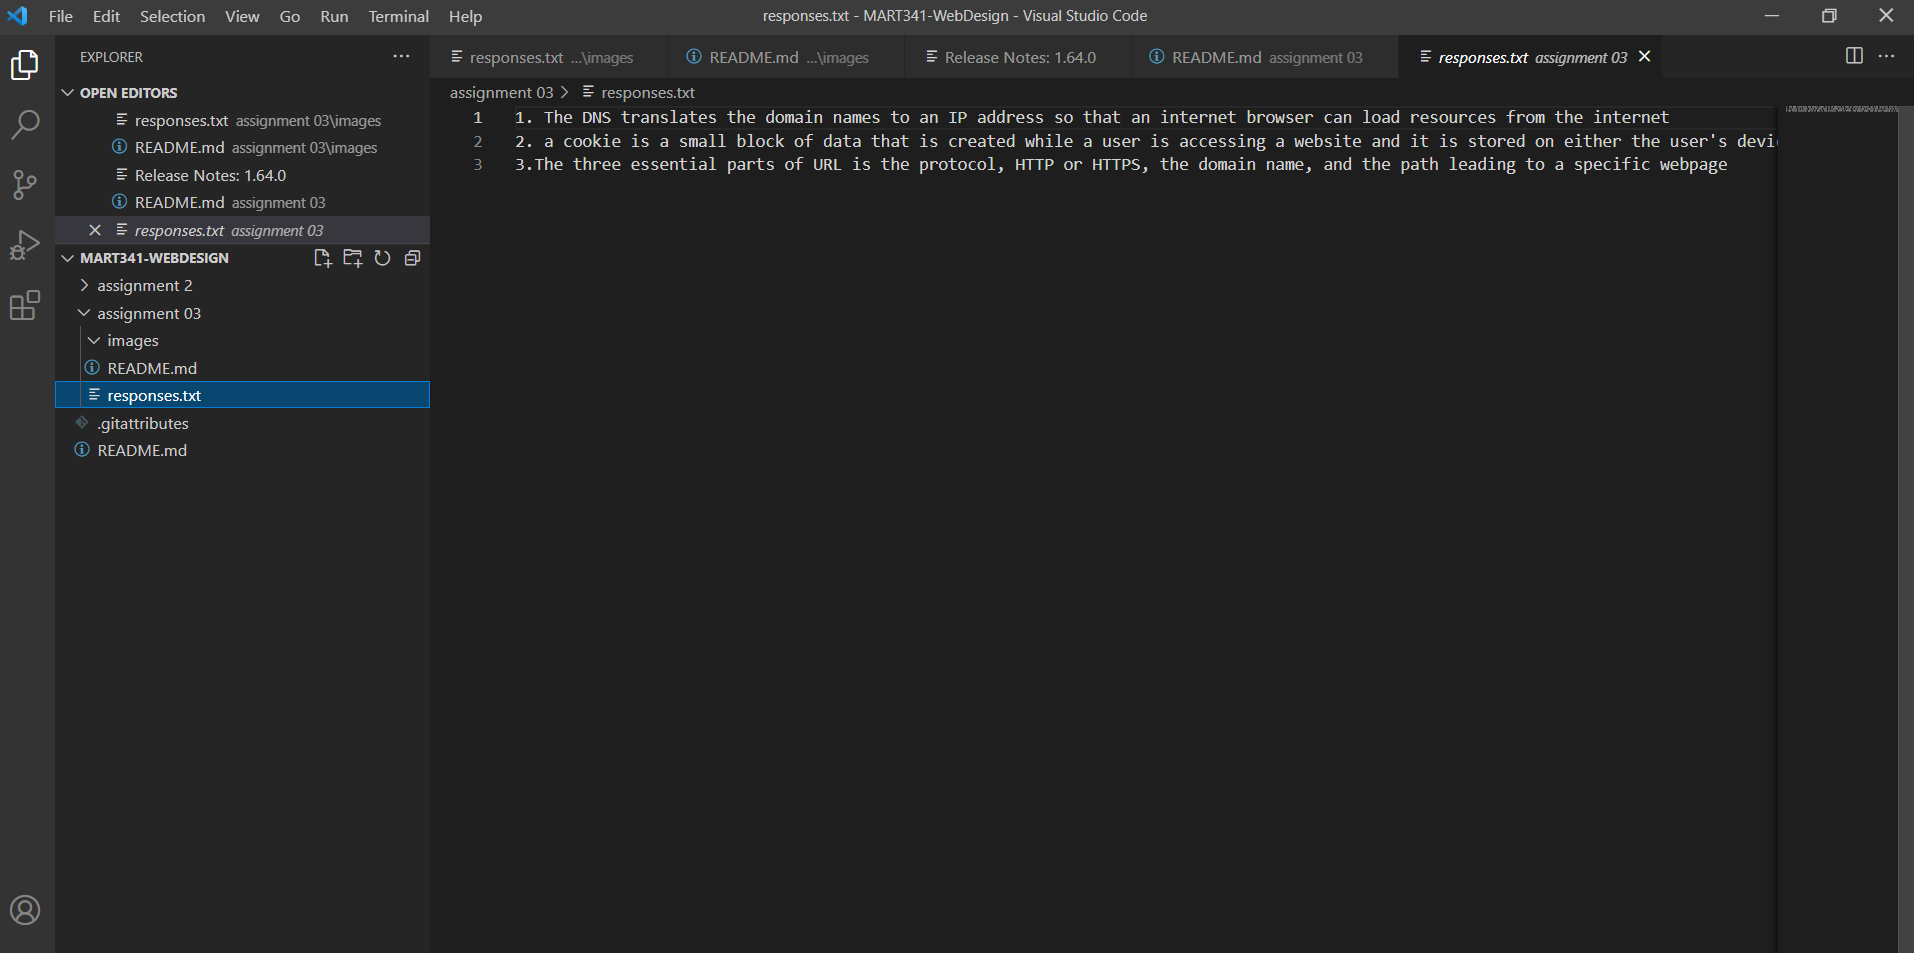 File Edit Selection View Go Run Terminal Help
responses.txt - MART341-WebDesign - Visual Studio Code
EXPLORER
OPEN EDITORS
responses.txt assignment 03\images
README.md assignment 03\images
Release Notes: 1.64.0
README.md assignment 03
responses.txt assignment 03
MART341-WEBDESIGN
assignment 2
assignment 03
images
README.md
responses.txt
.gitattributes
README.md
responses.txt ...\images
README.md ...\images
Release Notes: 1.64.0
README.md assignment 03
responses.txt assignment 03
assignment 03 > responses.txt
1 1. The DNS translates the domain names to an IP address so that an internet browser can load resources from the internet
2 2. a cookie is a small block of data that is created while a user is accessing a website and it is stored on either the user's devi
3 3.The three essential parts of URL is the protocol, HTTP or HTTPS, the domain name, and the path leading to a specific webpage